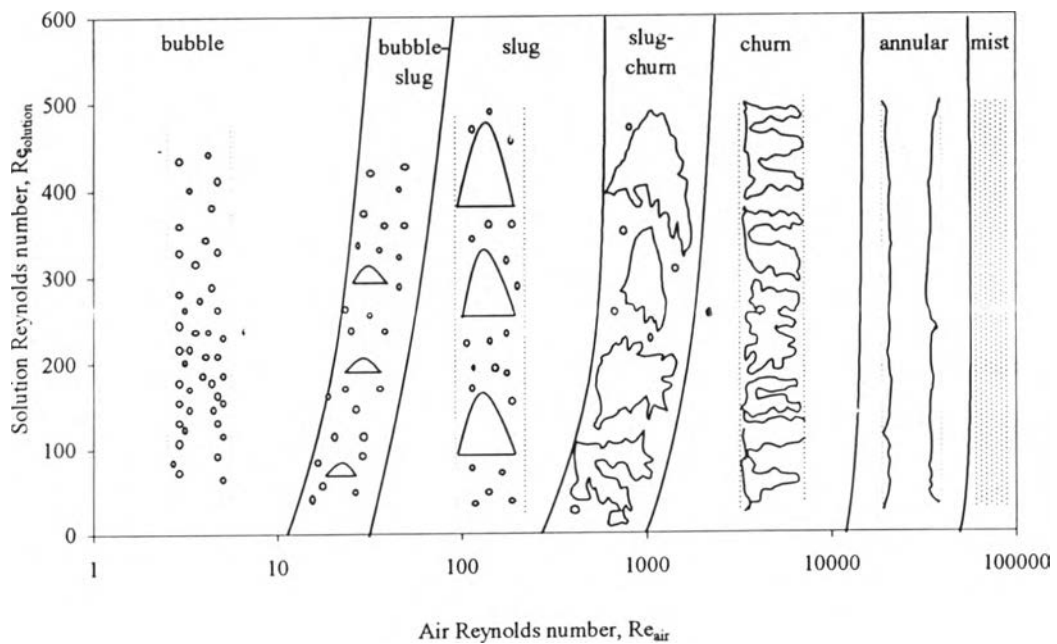 600
500
400
300
200
100
0
Solution Reynolds number, Re_solution
bubble
bubble-
slug
slug
slug-
churn
churn
annular
mist
1
10
100
1000
10000
100000
Air Reynolds number, Re_air